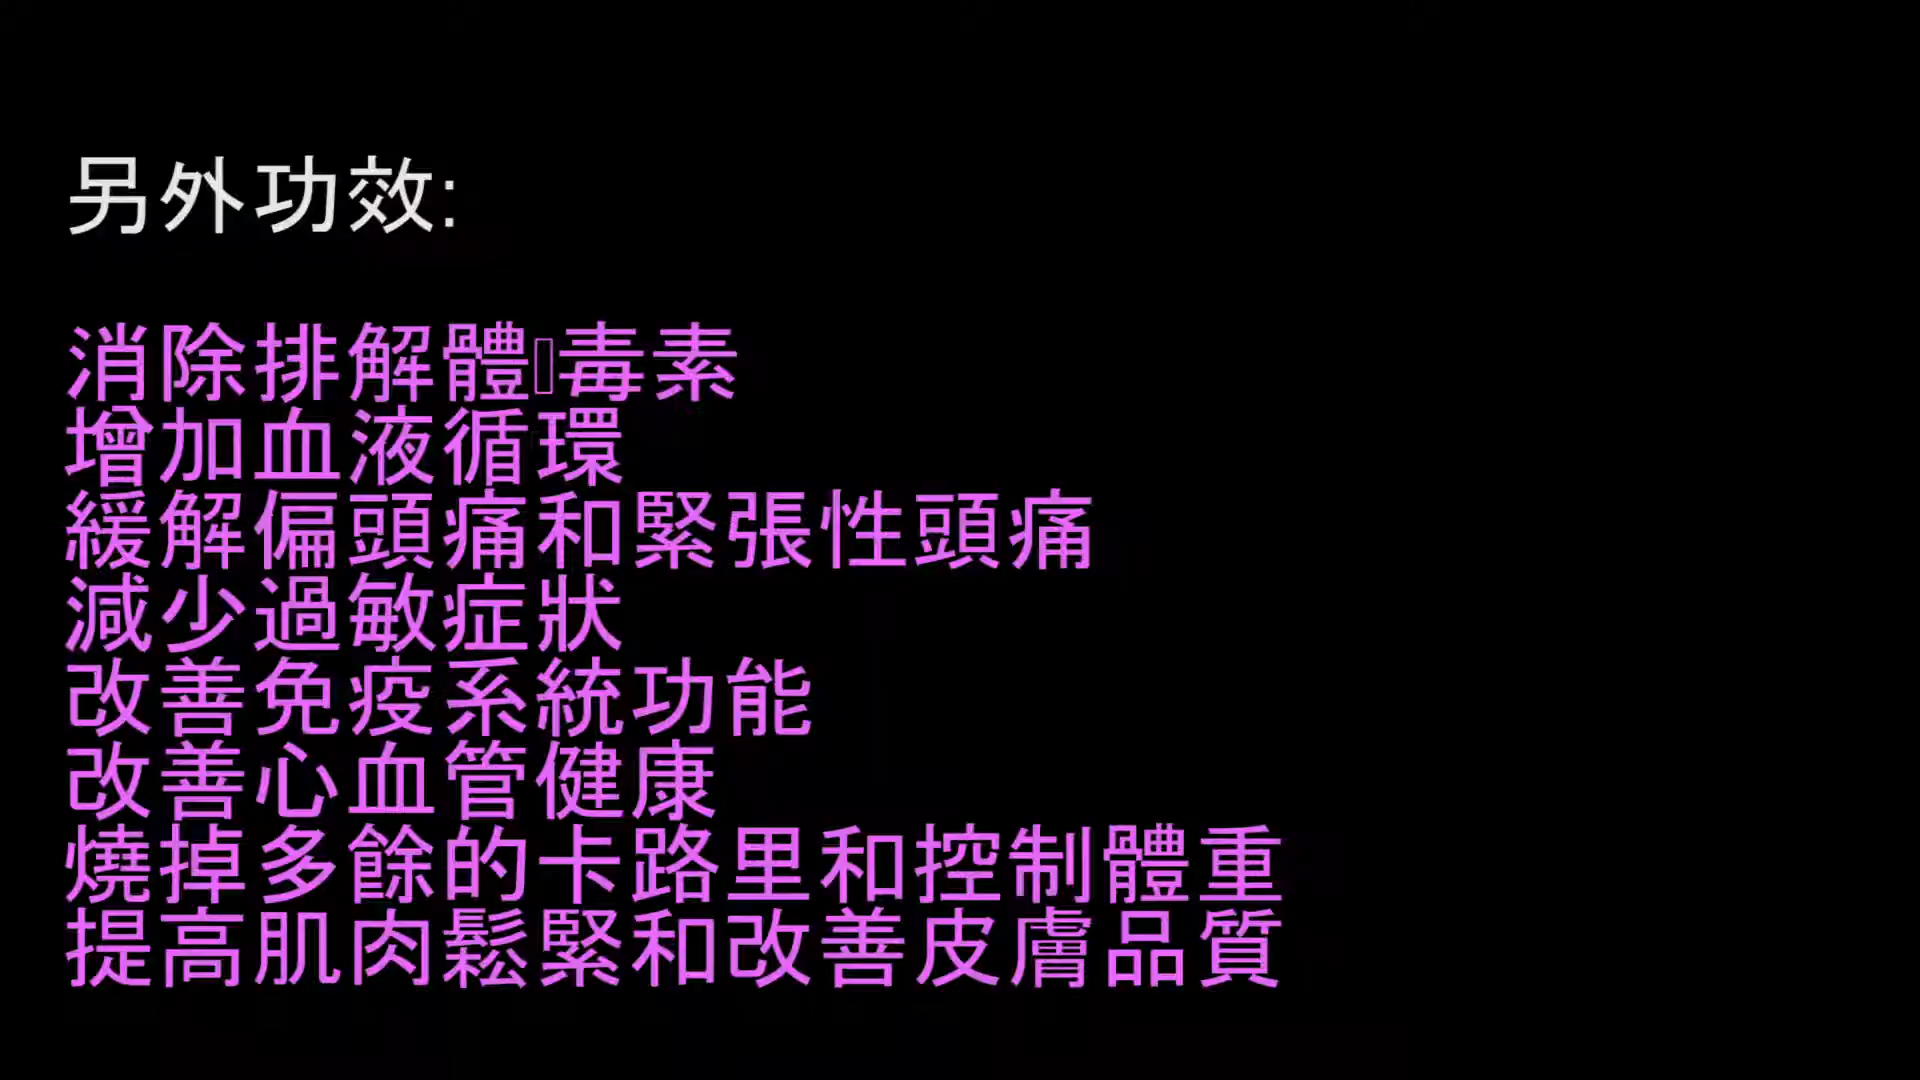 另外功效:
消除排解體▯毒素
增加血液循環
緩解偏頭痛和緊張性頭痛
減少過敏症狀
改善免疫系統功能
改善心血管健康
燒掉多餘的卡路里和控制體重
提高肌肉鬆緊和改善皮膚品質